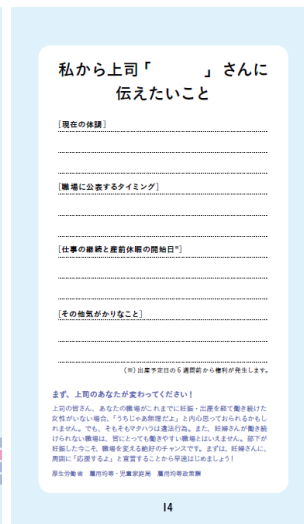 私から上司「　　　　」さんに
伝えたいこと
[現在の体調]
[職場に公表するタイミング]
[仕事の継続と産前休暇の開始日※]
[その他気がかりなこと]
(※)出産予定日の6週間前から権利が発生します。
まず、上司のあなたが変わってください！
上司の皆さん、あなたの職場がこれまでに妊娠・出産を経て働き続けた
女性がいない場合、「うちじゃあ無理だよ」と内心思っておられるかもし
れません。でも、そもそもマタハラは違法行為。また、妊婦さんが働き続
けられない職場は、皆にとっても働きやすい職場とはいえません。部下が
妊娠した今こそ、職場を変える絶好のチャンスです。まずは、妊婦さんに、
周囲に「応援するよ」と宣言することから早速はじめましょう！
厚生労働省　雇用均等・児童家庭局　雇用均等政策課
14